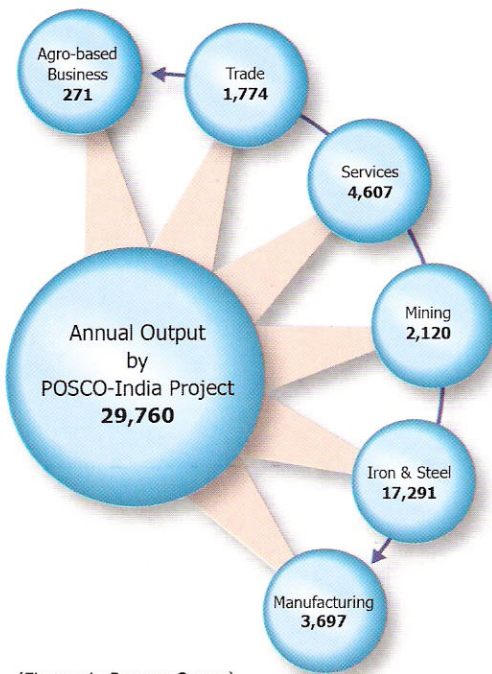 Agro-based
Business
271
Trade
1,774
Services
4,607
Mining
2,120
Annual Output
by
POSCO-India Project
29,760
Iron & Steel
17,291
Manufacturing
3,697